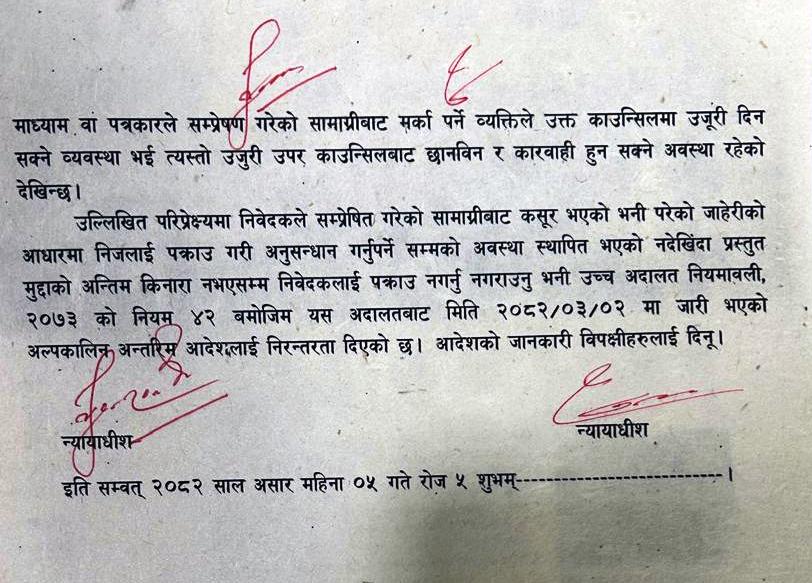 माध्याम वा पत्रकारले सम्प्रेषण गरेको सामाग्रीबाट मर्का पर्ने व्यक्तिले उक्त काउन्सिलमा उजूरी दिन
सक्ने व्यवस्था भई त्यस्तो उजुरी उपर काउन्सिलबाट छानविन र कारवाही हुन सक्ने अवस्था रहेको
देखिन्छ।
उल्लिखित परिप्रेक्ष्यमा निवेदकले सम्प्रेषित गरेको सामाग्रीबाट कसूर भएको भनी परेको जाहेरीको
आधारमा निजलाई पक्राउ गरी अनुसन्धान गर्नुपर्ने सम्मको अवस्था स्थापित भएको नदेखिंदा प्रस्तुत
मुद्दाको अन्तिम किनारा नभएसम्म निवेदकलाई पक्राउ नगर्नु नगराउनु भनी उच्च अदालत नियमावली,
२०७३ को नियम ४२ बमोजिम यस अदालतबाट मिति २०८२/०३/०२ मा जारी भएको
अल्पकालिन अन्तरिम आदेशलाई निरन्तरता दिएको छ। आदेशको जानकारी विपक्षीहरुलाई दिनू।
न्यायाधीश न्यायाधीश
इति सम्वत् २०८२ साल असार महिना ०५ गते रोज ५ शुभम्---------------------------।